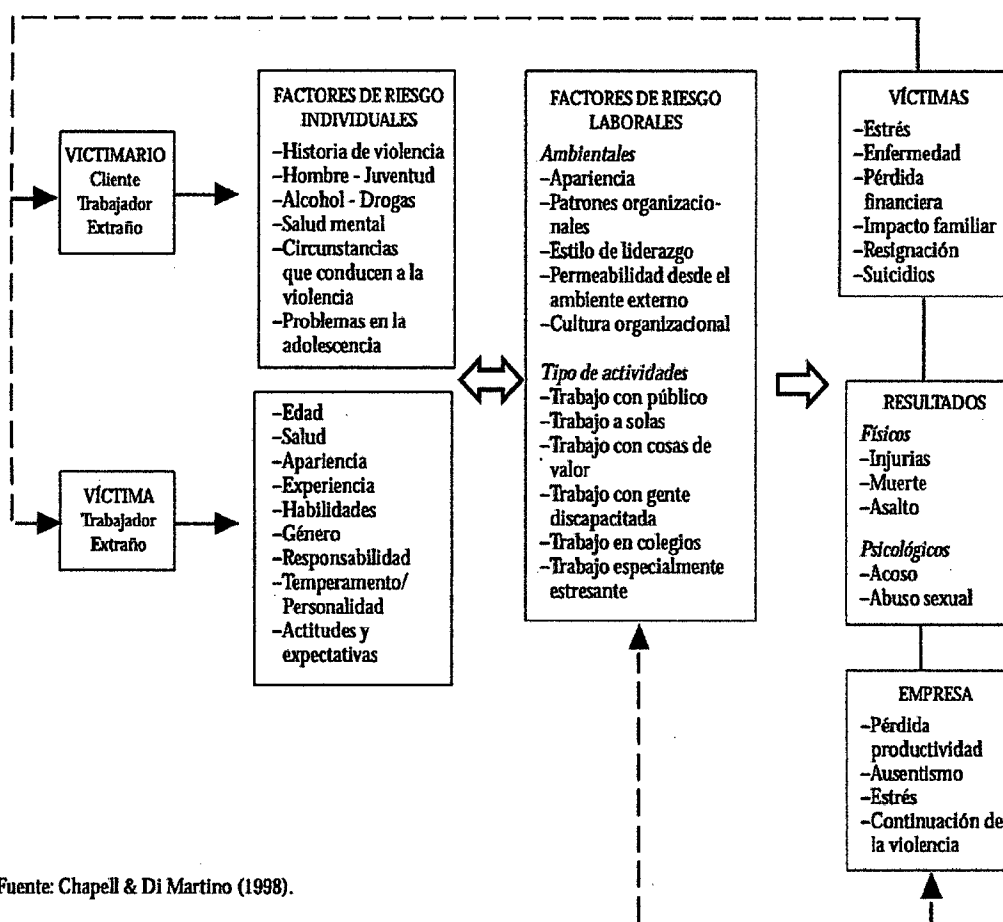 VICTIMARIO
Cliente
Trabajador
Extraño
VÍCTIMA
Trabajador
Extraño
FACTORES DE RIESGO
INDIVIDUALES
–Historia de violencia
–Hombre - Juventud
–Alcohol - Drogas
–Salud mental
–Circunstancias
que conducen a la
violencia
–Problemas en la
adolescencia
–Edad
–Salud
–Apariencia
–Experiencia
–Habilidades
–Género
–Responsabilidad
–Temperamento/
Personalidad
–Actitudes y
expectativas
FACTORES DE RIESGO
LABORALES
Ambientales
–Apariencia
–Patrones organizacio-
nales
–Estilo de liderazgo
–Permeabilidad desde el
ambiente externo
–Cultura organizacional
Tipo de actividades
–Trabajo con público
–Trabajo a solas
–Trabajo con cosas de
valor
–Trabajo con gente
discapacitada
–Trabajo en colegios
–Trabajo especialmente
estresante
VÍCTIMAS
–Estrés
–Enfermedad
–Pérdida
financiera
–Impacto familiar
–Resignación
–Suicidios
RESULTADOS
Físicos
–Injurias
–Muerte
–Asalto
Psicológicos
–Acoso
–Abuso sexual
EMPRESA
–Pérdida
productividad
–Ausentismo
–Estrés
–Continuación de
la violencia
Fuente: Chapell & Di Martino (1998).